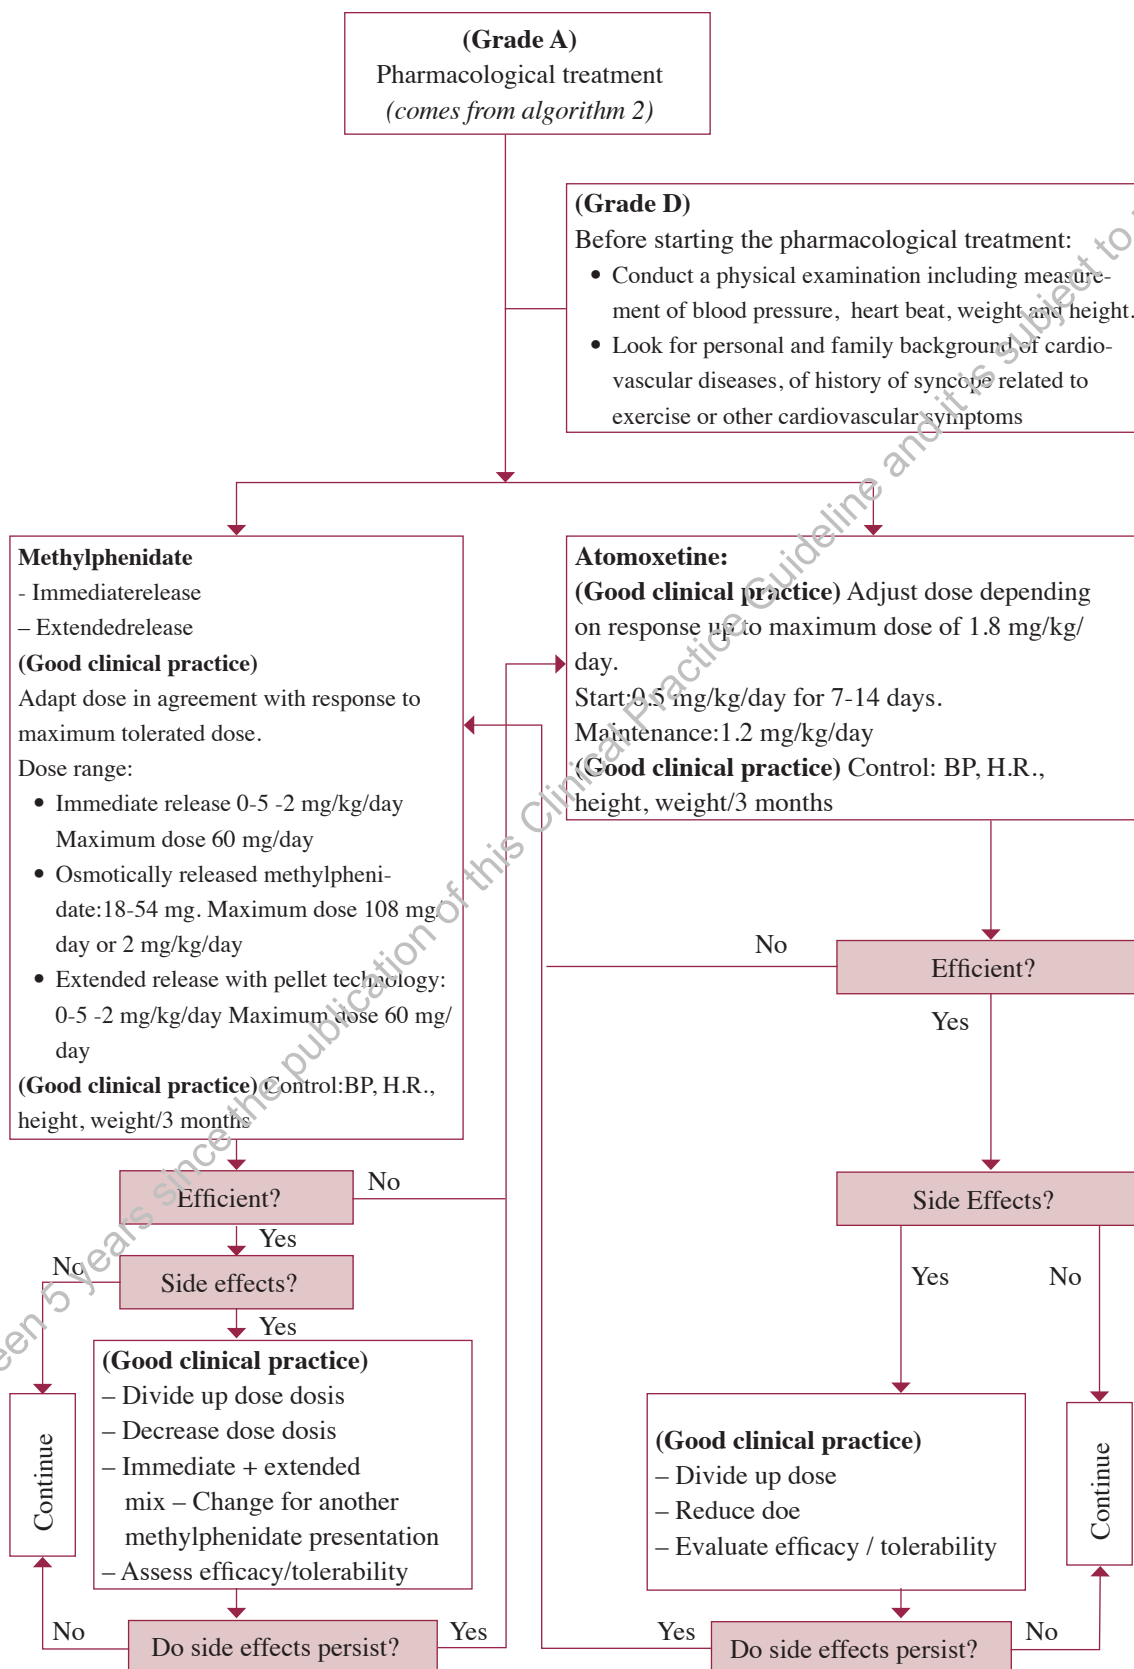 (Grade A)
Pharmacological treatment
(comes from algorithm 2)
(Grade D)
Before starting the pharmacological treatment:
• Conduct a physical examination including measure-
ment of blood pressure, heart beat, weight and height.
• Look for personal and family background of cardio-
vascular diseases, of history of syncope related to
exercise or other cardiovascular symptoms
Methylphenidate
- Immediaterelease
– Extendedrelease
(Good clinical practice)
Adapt dose in agreement with response to
maximum tolerated dose.
Dose range:
• Immediate release 0-5 -2 mg/kg/day
Maximum dose 60 mg/day
• Osmotically released methylpheni-
date:18-54 mg. Maximum dose 108 mg/
day or 2 mg/kg/day
• Extended release with pellet technology:
0-5 -2 mg/kg/day Maximum dose 60 mg/
day
(Good clinical practice) Control:BP, H.R.,
height, weight/3 months
Atomoxetine:
(Good clinical practice) Adjust dose depending
on response up to maximum dose of 1.8 mg/kg/
day.
Start:0.5 mg/kg/day for 7-14 days.
Maintenance:1.2 mg/kg/day
(Good clinical practice) Control: BP, H.R.,
height, weight/3 months
No
Efficient?
Yes
Side Effects?
Yes
No
(Good clinical practice)
– Divide up dose
– Reduce doe
– Evaluate efficacy / tolerability
Continue
Yes
Do side effects persist?
No
Efficient?
No
Yes
No
Side effects?
Yes
(Good clinical practice)
– Divide up dose dosis
– Decrease dose dosis
– Immediate + extended
mix – Change for another
methylphenidate presentation
– Assess efficacy/tolerability
Continue
No
Do side effects persist?
Yes
een 5 years since the publication of this Clinical Practice Guideline and it is subject to